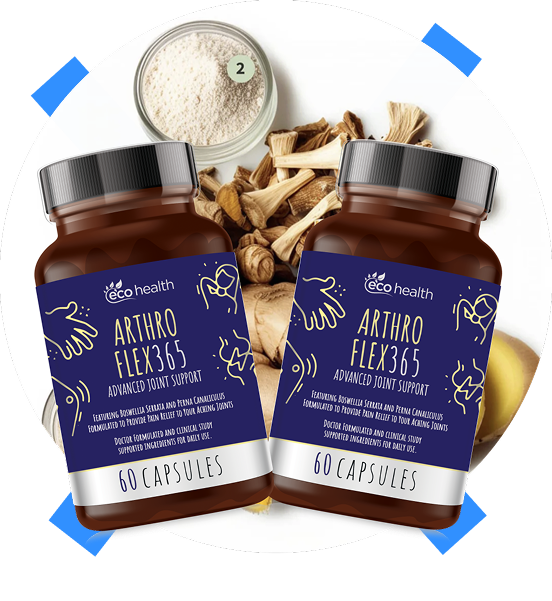 2
eco health
ARTHRO
FLEX365
ADVANCED JOINT SUPPORT
FEATURING BOSWELLIA SERRATA AND PERNA CANALICULUS
FORMULATED TO PROVIDE PAIN RELIEF TO YOUR ACHING JOINTS
DOCTOR FORMULATED AND CLINICAL STUDY
SUPPORTED INGREDIENTS FOR DAILY USE.
60 CAPSULES
eco health
ARTHRO
FLEX365
ADVANCED JOINT SUPPORT
FEATURING BOSWELLIA SERRATA AND PERNA CANALICULUS
FORMULATED TO PROVIDE PAIN RELIEF TO YOUR ACHING JOINTS
DOCTOR FORMULATED AND CLINICAL STUDY
SUPPORTED INGREDIENTS FOR DAILY USE.
60 CAPSULES